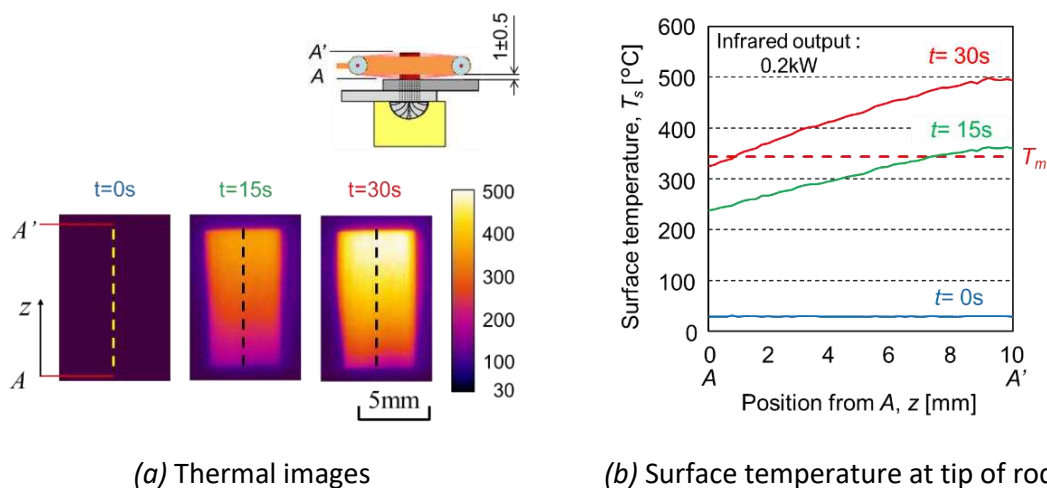 A'
A
1±0.5
t=0s
t=15s
t=30s
A'
z
A
500
400
300
200
100
30
5mm
(a) Thermal images
600
500
400
300
200
100
0
Surface temperature, Ts [°C]
Infrared output :
0.2kW
t= 30s
t= 15s
Tm
t= 0s
0 2 4 6 8 10
A A'
Position from A, z [mm]
(b) Surface temperature at tip of rod